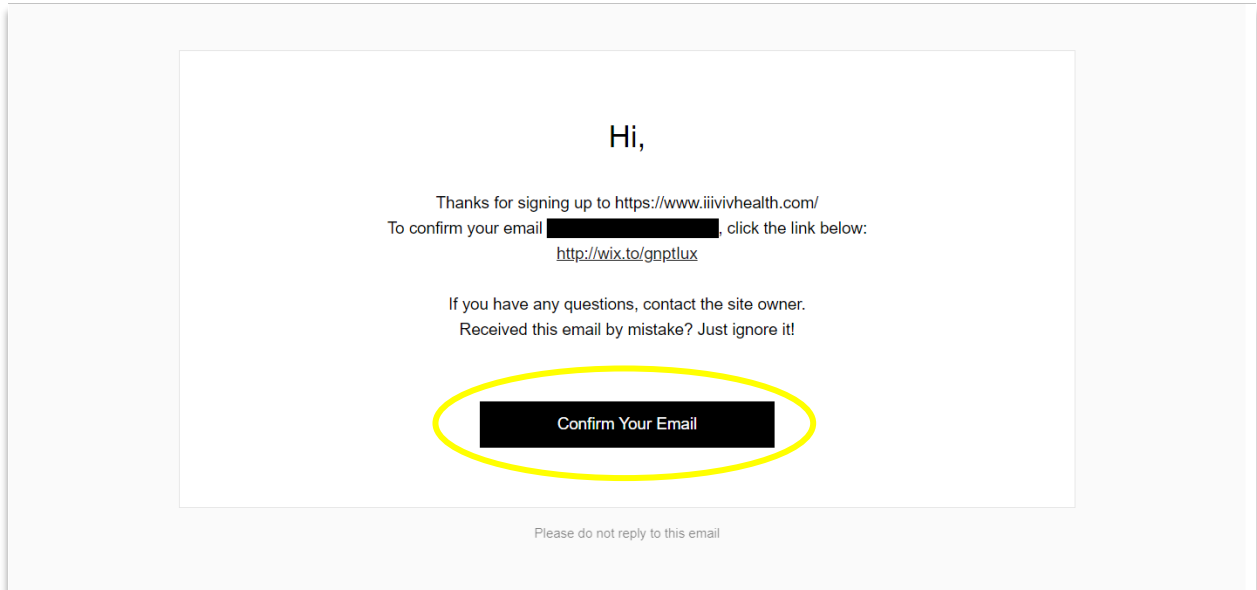 Hi,
Thanks for signing up to https://www.iiivivhealth.com/
To confirm your email , click the link below:
http://wix.to/gnptlux
If you have any questions, contact the site owner.
Received this email by mistake? Just ignore it!
Confirm Your Email
Please do not reply to this email